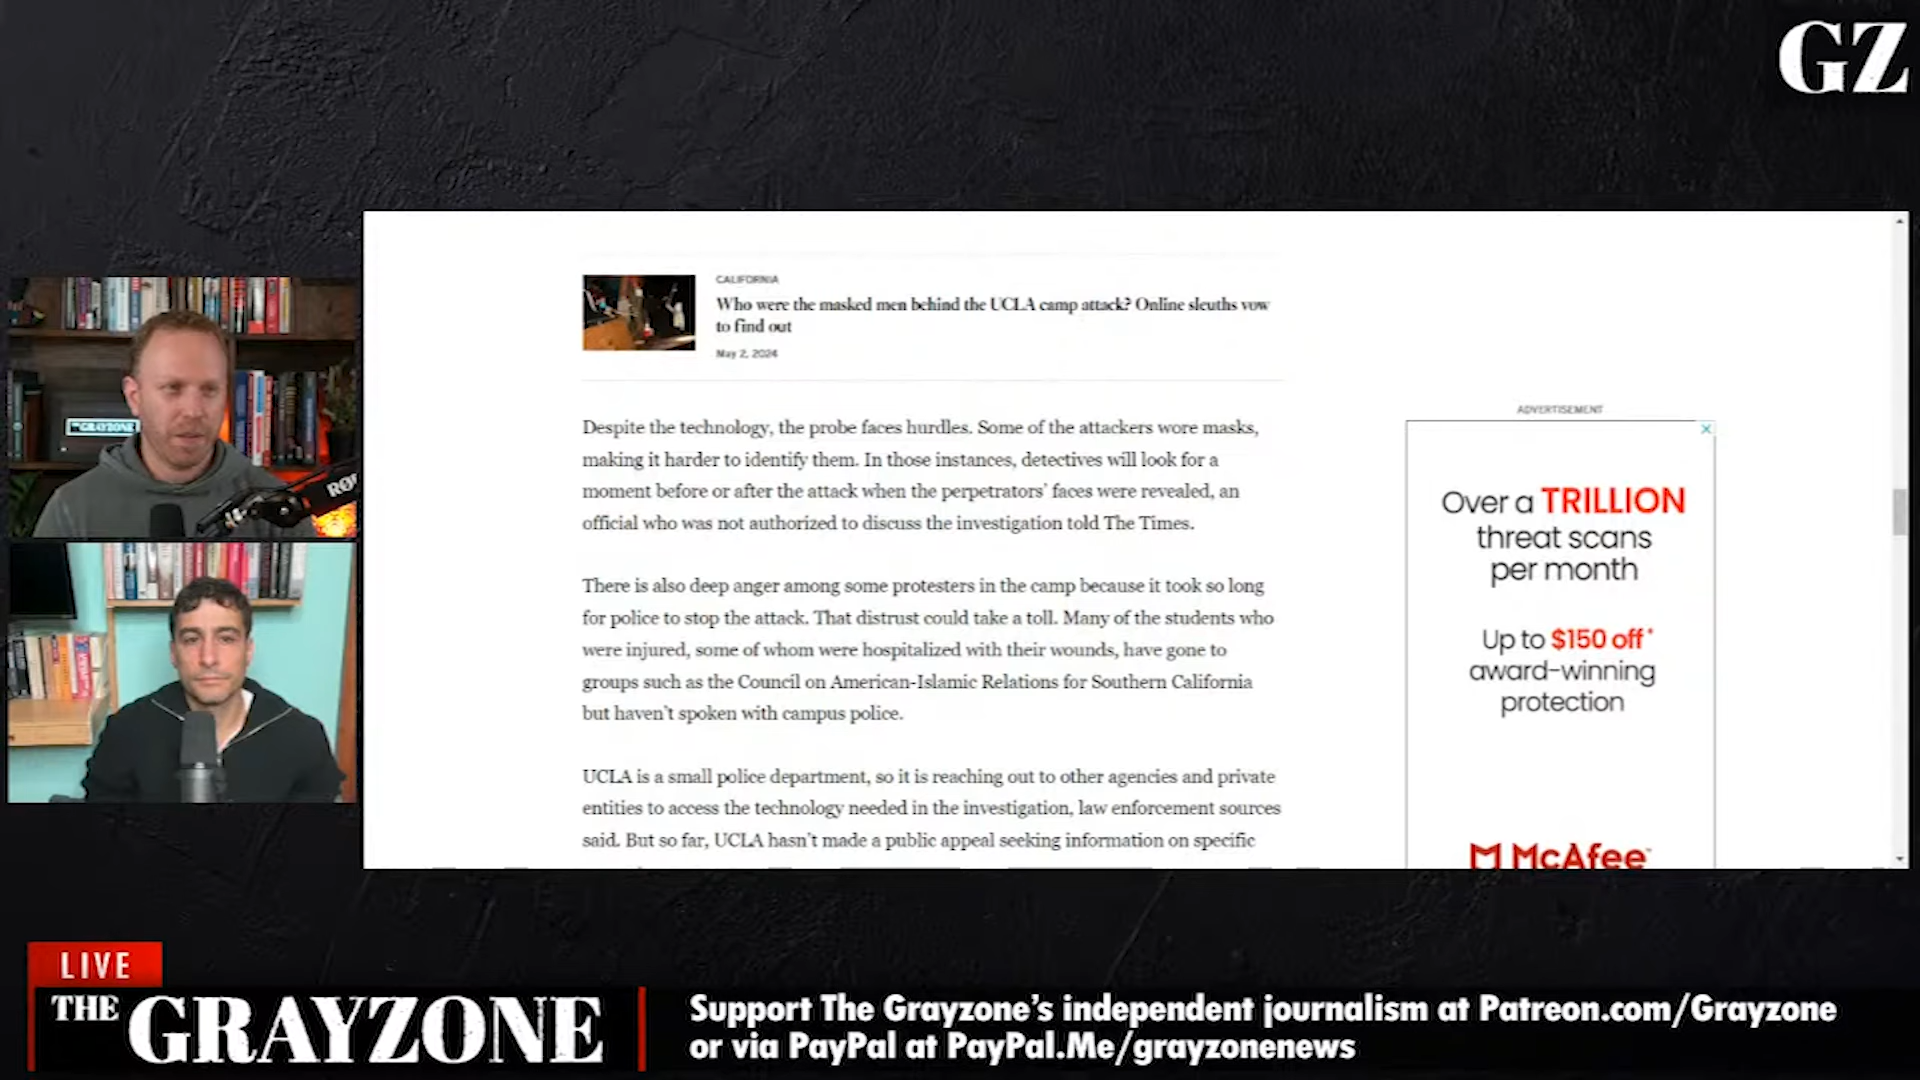 GZ
CALIFORNIA
Who were the masked men behind the UCLA camp attack? Online sleuths vow
to find out
May 2, 2024
Despite the technology, the probe faces hurdles. Some of the attackers wore masks,
making it harder to identify them. In those instances, detectives will look for a
moment before or after the attack when the perpetrators' faces were revealed, an
official who was not authorized to discuss the investigation told The Times.
There is also deep anger among some protesters in the camp because it took so long
for police to stop the attack. That distrust could take a toll. Many of the students who
were injured, some of whom were hospitalized with their wounds, have gone to
groups such as the Council on American-Islamic Relations for Southern California
but haven't spoken with campus police.
UCLA is a small police department, so it is reaching out to other agencies and private
entities to access the technology needed in the investigation, law enforcement sources
said. But so far, UCLA hasn't made a public appeal seeking information on specific
ADVERTISEMENT
Over a TRILLION
threat scans
per month
Up to $150 off*
award-winning
protection
McAfee™
THE GRAYZONE
LIVE
THE GRAYZONE
Support The Grayzone's independent journalism at Patreon.com/Grayzone
or via PayPal at PayPal.Me/grayzonenews